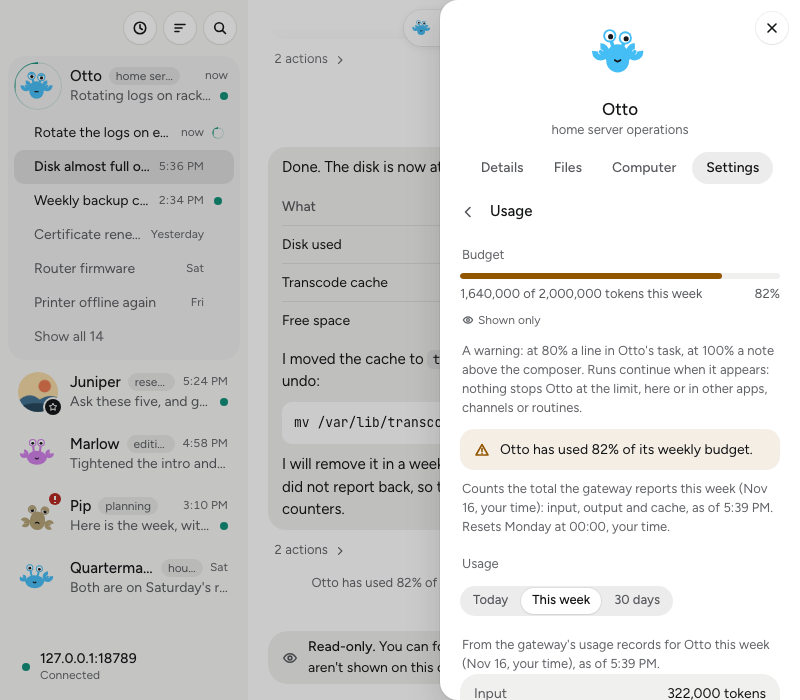 Otto home ser... now
Rotating logs on rack...
Rotate the logs on e... now
Disk almost full o... 5:36 PM
Weekly backup c... 2:34 PM
Certificate rene... Yesterday
Router firmware Sat
Printer offline again Fri
Show all 14
Juniper rese... 5:24 PM
Ask these five, and g...
Marlow editi... 4:58 PM
Tightened the intro and...
Pip planning 3:10 PM
Here is the week, wit...
Quarterma... hou... Sat
Both are on Saturday's r...
127.0.0.1:18789
Connected
2 actions
Done. The disk is now at
What
Disk used
Transcode cache
Free space
I moved the cache to t
undo:
mv /var/lib/transco
I will remove it in a week
did not report back, so t
counters.
2 actions
Otto has used 82% of
Read-only. You can fo
aren't shown on this c
Otto
home server operations
Details Files Computer Settings
Usage
Budget
1,640,000 of 2,000,000 tokens this week 82%
Shown only
A warning: at 80% a line in Otto's task, at 100% a note
above the composer. Runs continue when it appears:
nothing stops Otto at the limit, here or in other apps,
channels or routines.
Otto has used 82% of its weekly budget.
Counts the total the gateway reports this week (Nov
16, your time): input, output and cache, as of 5:39 PM.
Resets Monday at 00:00, your time.
Usage
Today This week 30 days
From the gateway's usage records for Otto this week
(Nov 16, your time), as of 5:39 PM.
Input 322,000 tokens